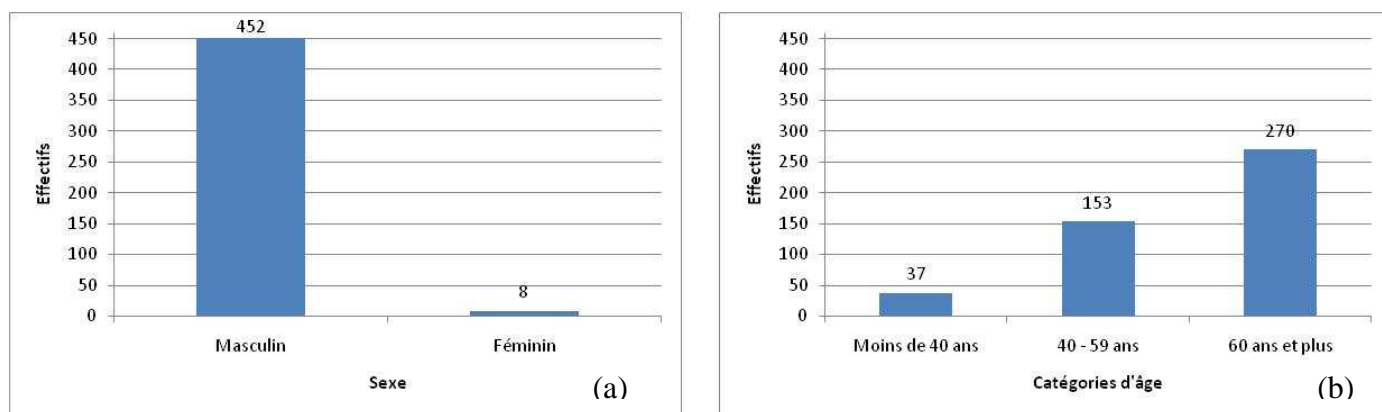 452
450
400
350
300
250
200
150
100
50
0
8
Effectifs
Masculin
Féminin
Sexe
(a)
450
400
350
300
250
200
150
100
50
0
37
153
270
Effectifs
Moins de 40 ans
40 - 59 ans
60 ans et plus
Catégories d'âge
(b)